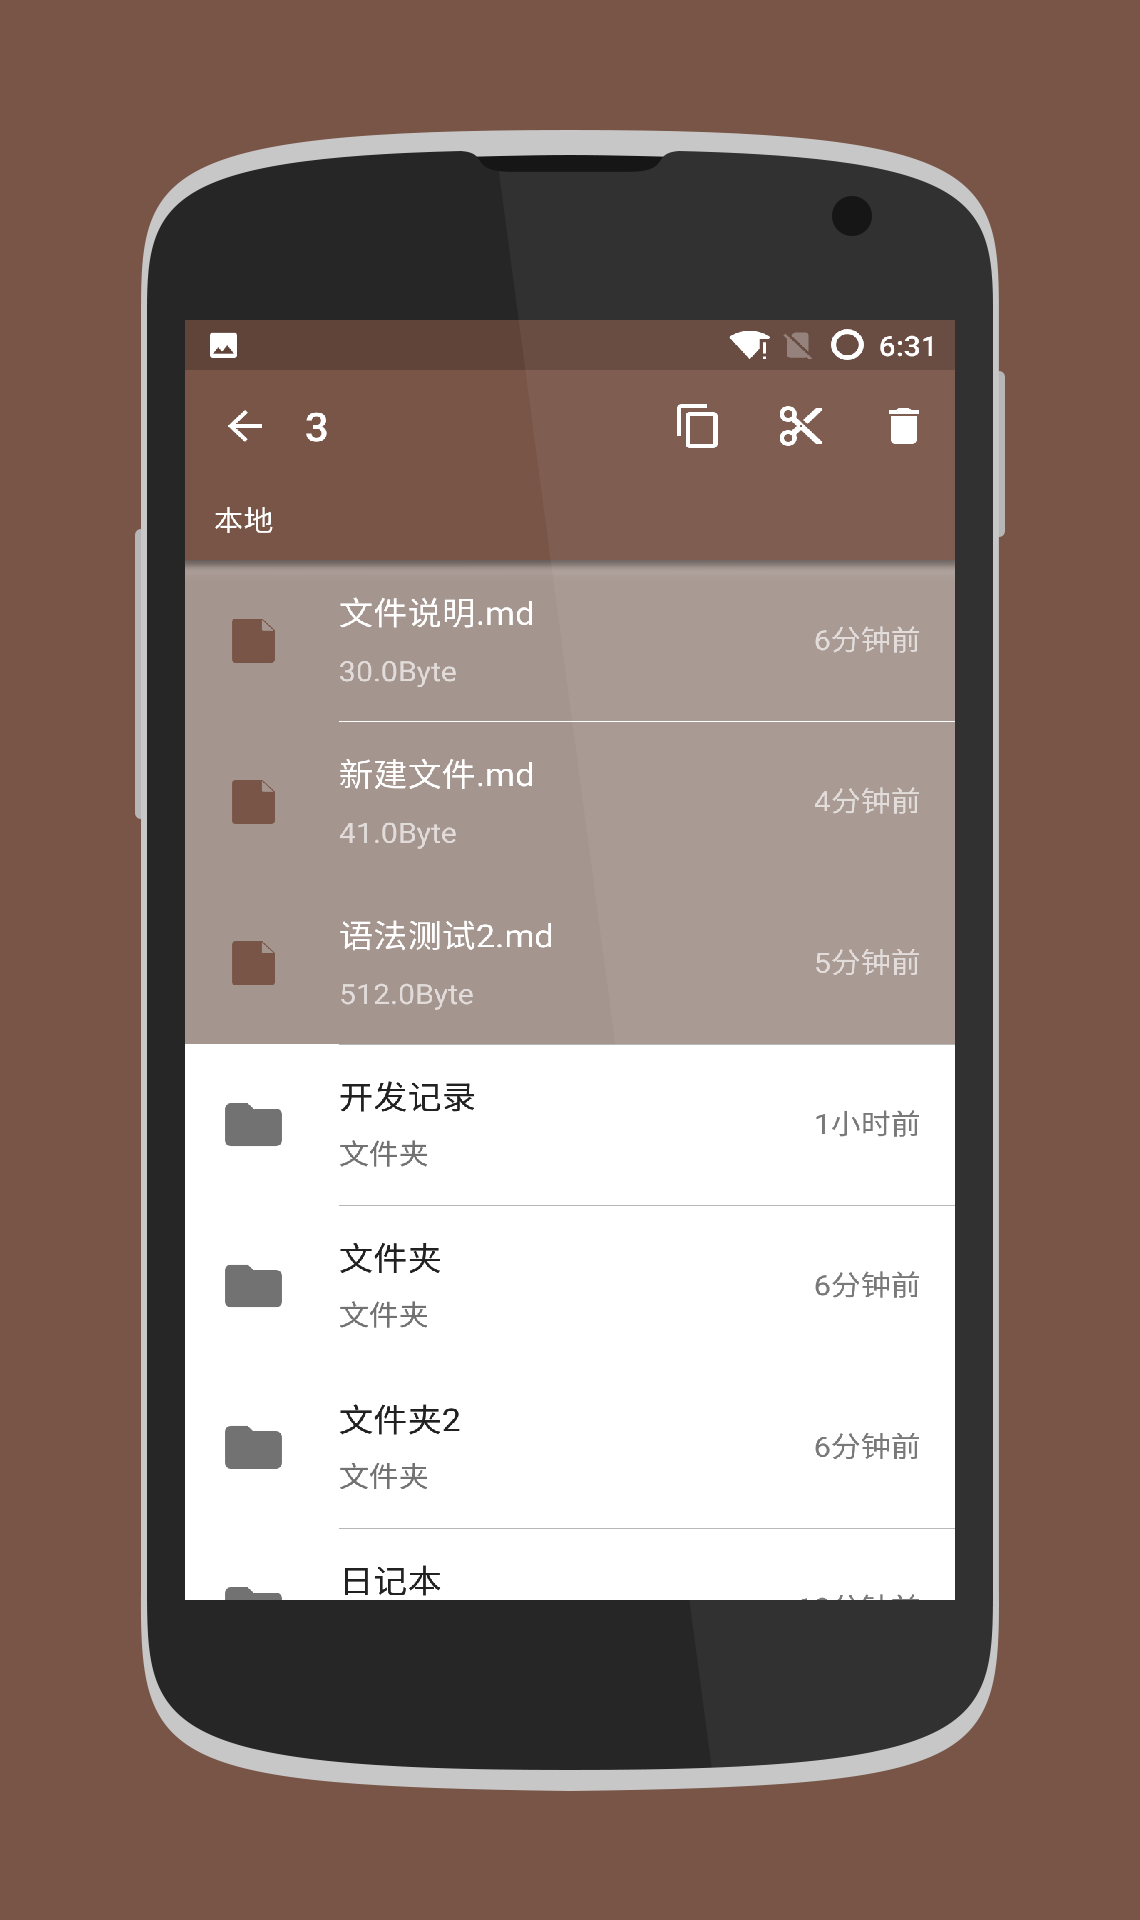 6:31
3
本地
文件说明.md
6分钟前
30.0Byte
新建文件.md
4分钟前
41.0Byte
语法测试2.md
5分钟前
512.0Byte
开发记录
1小时前
文件夹
文件夹
6分钟前
文件夹
文件夹2
6分钟前
文件夹
日记本